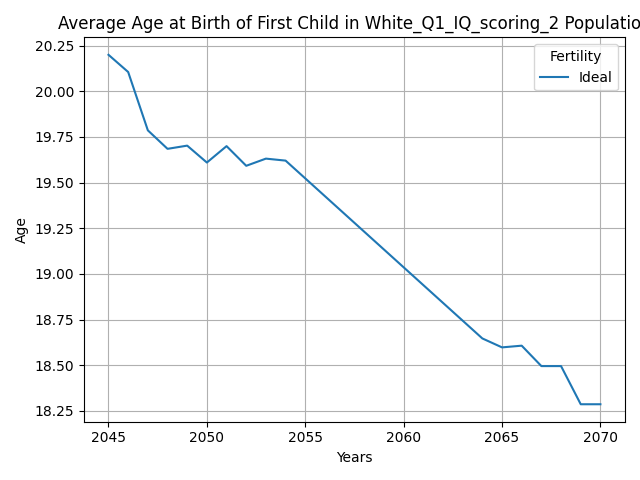 Average Age at Birth of First Child in White_Q1_IQ_scoring_2 Populatio
Fertility
Ideal
20.25
20.00
19.75
19.50
19.25
19.00
18.75
18.50
18.25
Age
2045 2050 2055 2060 2065 2070
Years